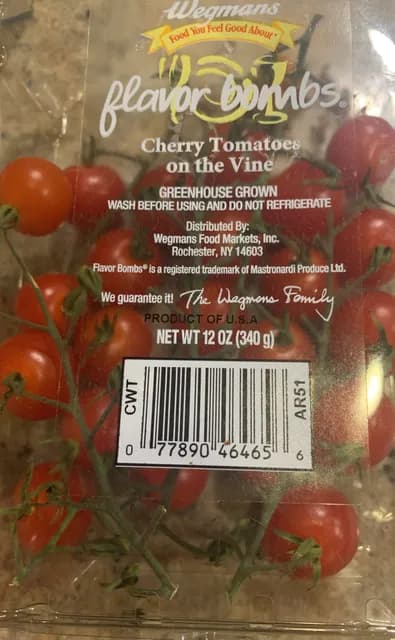 Wegmans
Food You Feel Good About
flavor bombs®
Cherry Tomatoes
on the Vine
GREENHOUSE GROWN
WASH BEFORE USING AND DO NOT REFRIGERATE
Distributed By:
Wegmans Food Markets, Inc.
Rochester, NY 14603
Flavor Bombs® is a registered trademark of Mastronardi Produce Ltd.
We guarantee it! The Wegmans Family
PRODUCT OF U.S.A
NET WT 12 OZ (340 g)
CWT
AR51
0 77890 46465 6